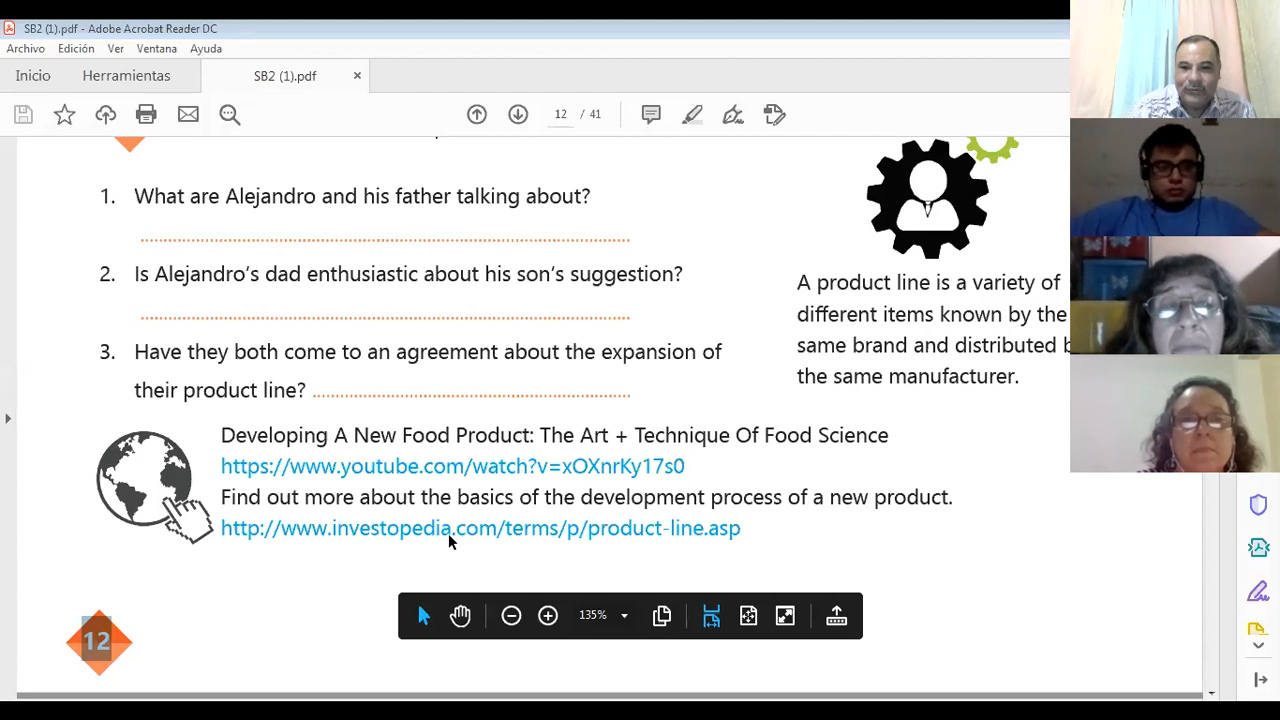 SB2 (1).pdf - Adobe Acrobat Reader DC
Archivo Edición Ver Ventana Ayuda
Inicio Herramientas SB2 (1).pdf ×
12 / 41
1. What are Alejandro and his father talking about?
2. Is Alejandro's dad enthusiastic about his son's suggestion?
3. Have they both come to an agreement about the expansion of
their product line?
A product line is a variety of
different items known by the
same brand and distributed
the same manufacturer.
Developing A New Food Product: The Art + Technique Of Food Science
https://www.youtube.com/watch?v=xOXnrKy17s0
Find out more about the basics of the development process of a new product.
http://www.investopedia.com/terms/p/product-line.asp
135%
12